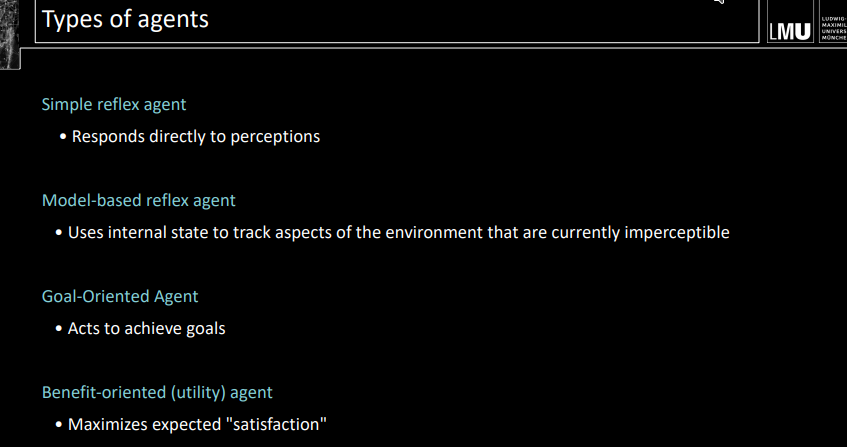 Types of agents
LMU
LUDWIG-
MAXIMIL
UNIVERS
MÜNCHE
Simple reflex agent
• Responds directly to perceptions
Model-based reflex agent
• Uses internal state to track aspects of the environment that are currently imperceptible
Goal-Oriented Agent
• Acts to achieve goals
Benefit-oriented (utility) agent
• Maximizes expected "satisfaction"